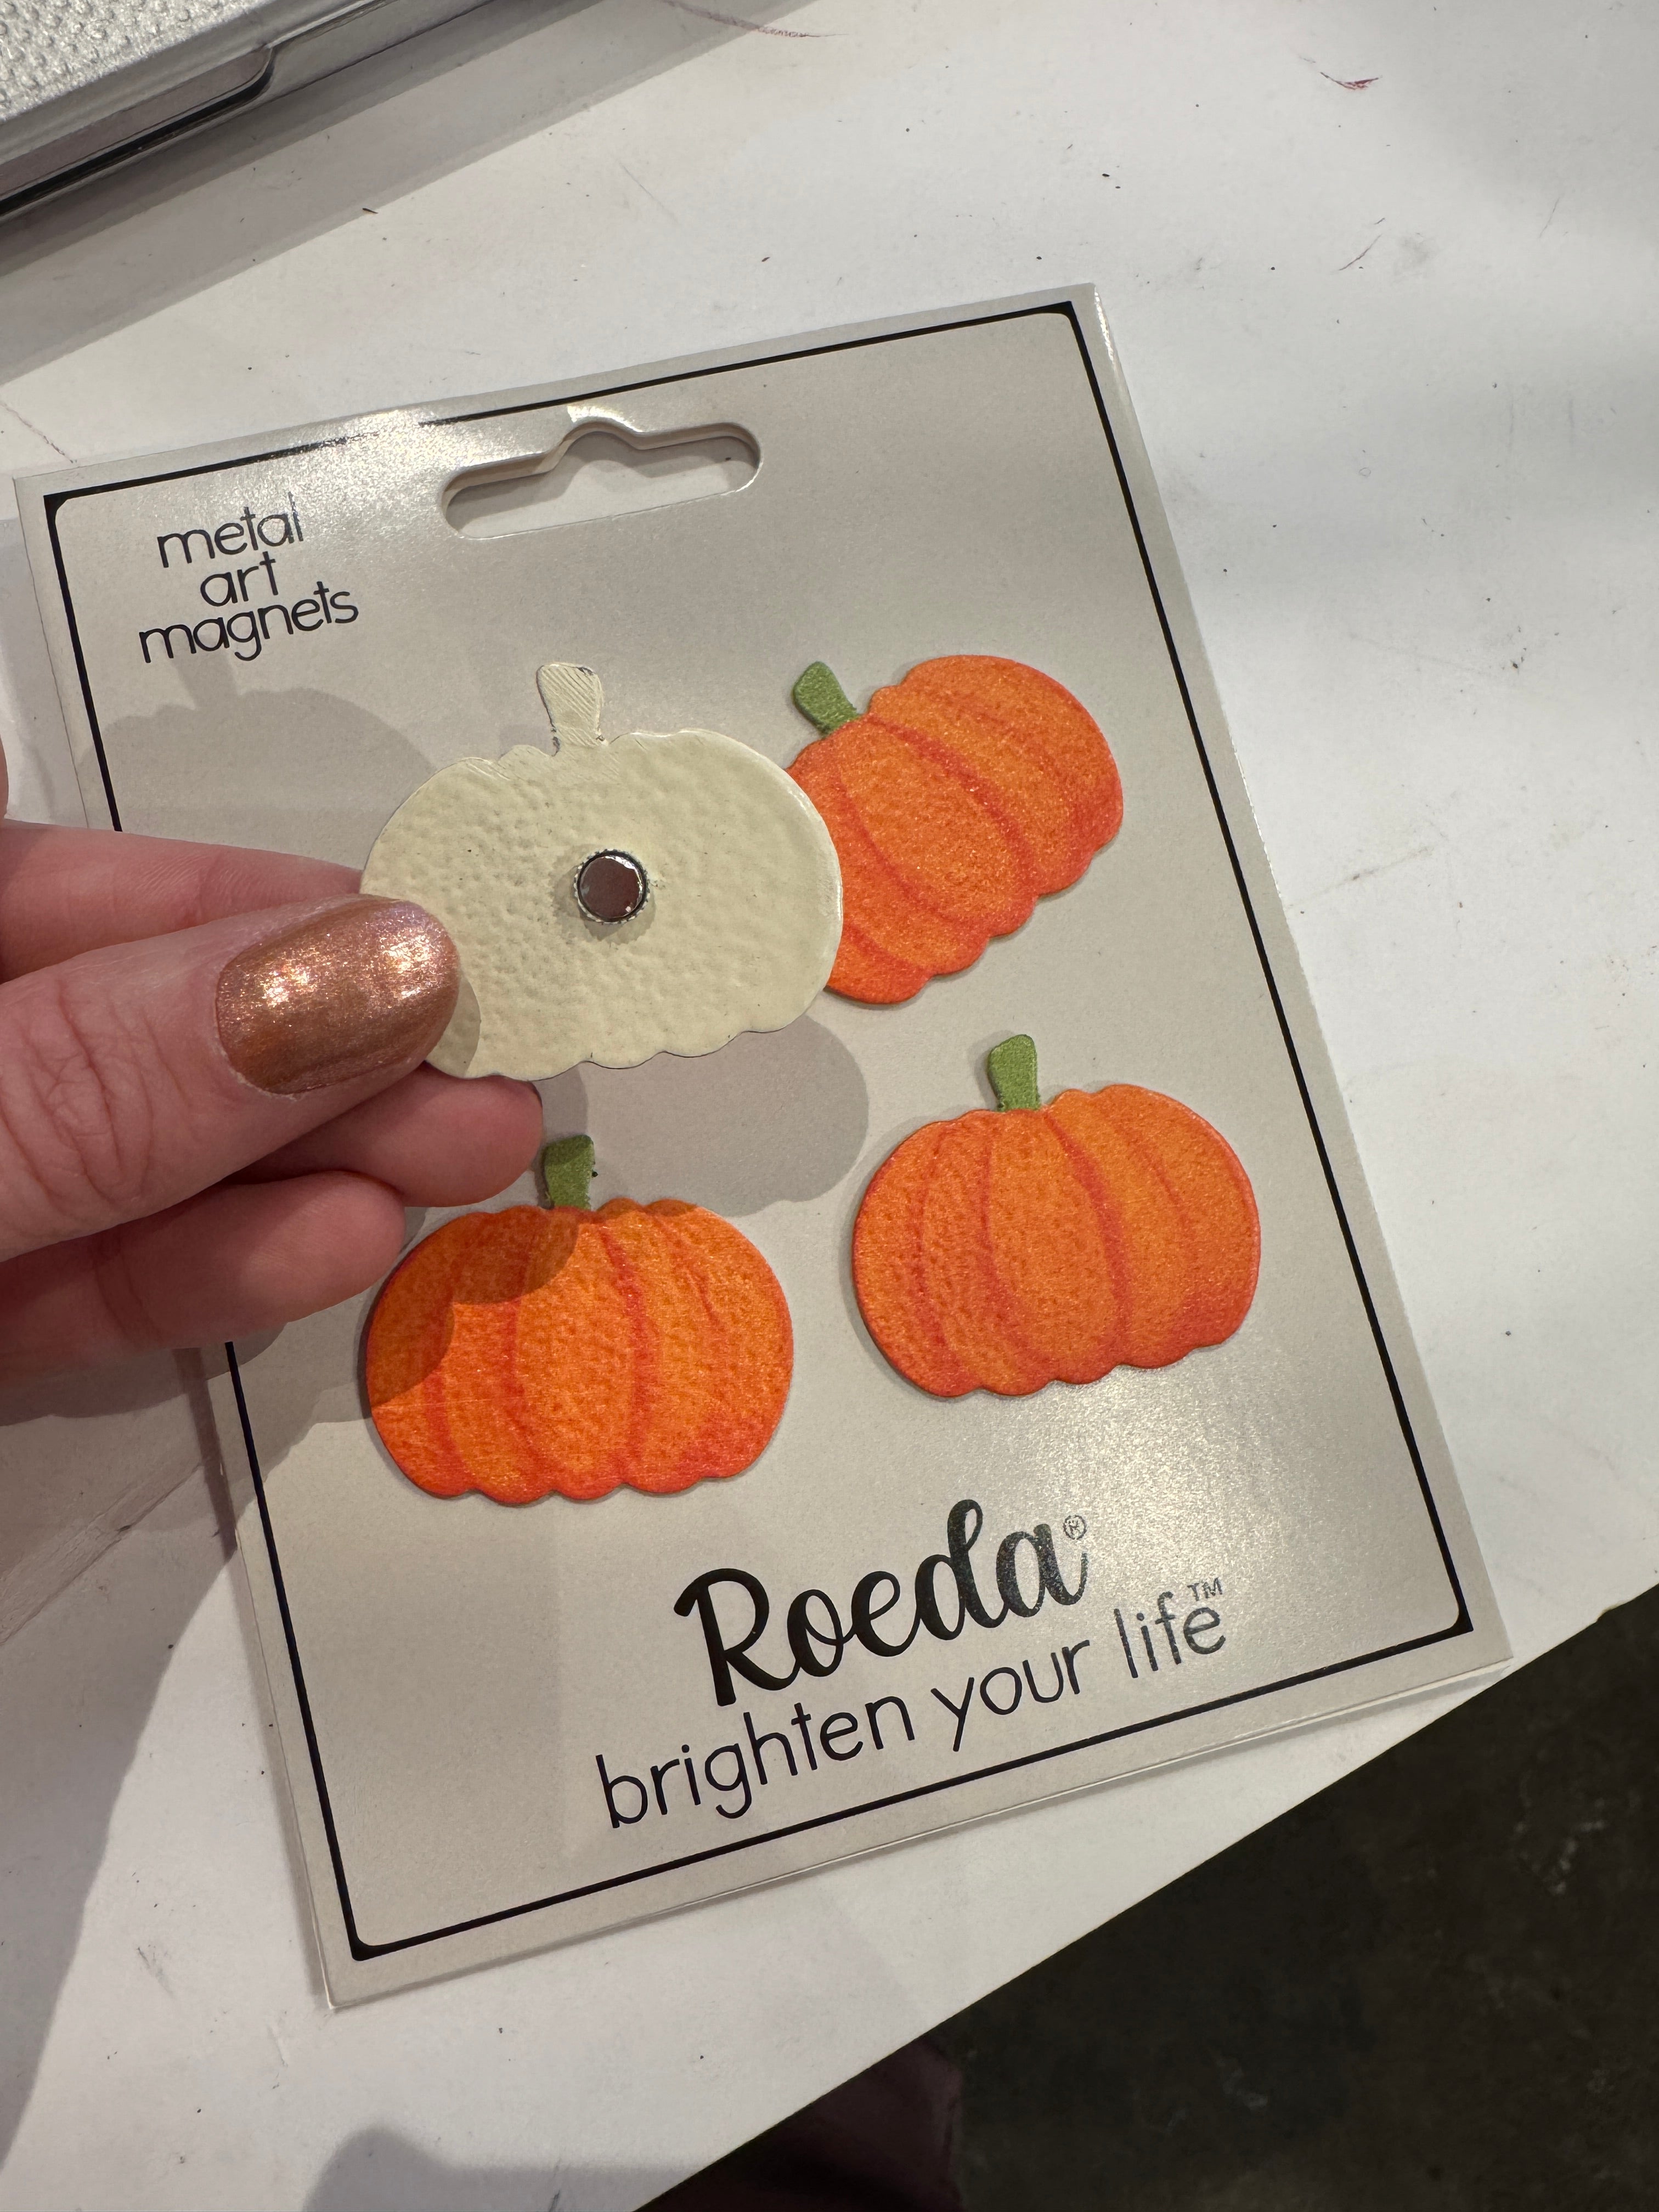 metal
art
magnets
Roeda®
brighten your life™